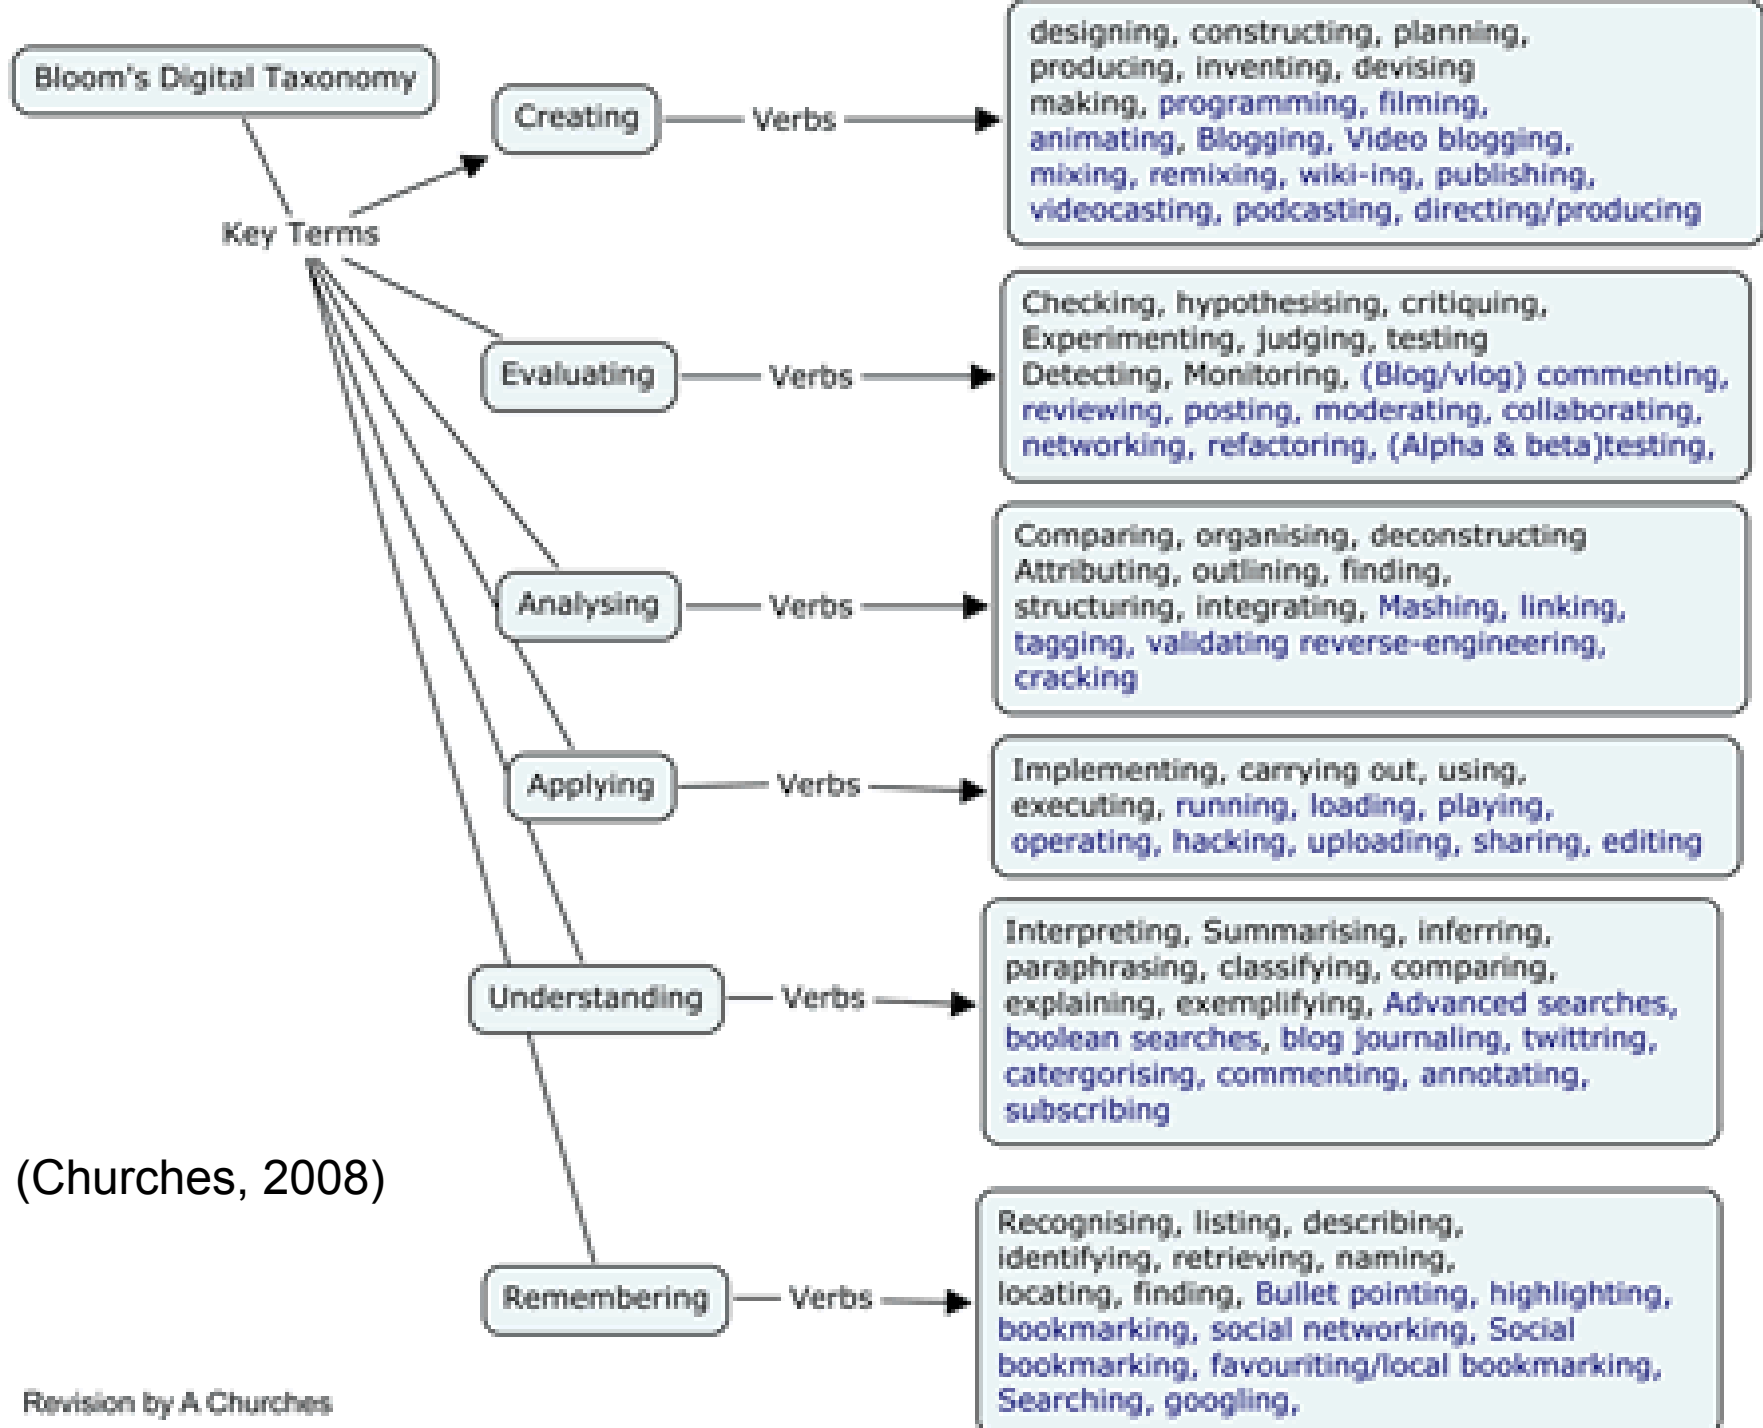 Bloom's Digital Taxonomy
Key Terms
Creating
Verbs
designing, constructing, planning,
producing, inventing, devising
making, programming, filming,
animating, Blogging, Video blogging,
mixing, remixing, wiki-ing, publishing,
videocasting, podcasting, directing/producing
Evaluating
Verbs
Checking, hypothesising, critiquing,
Experimenting, judging, testing
Detecting, Monitoring, (Blog/vlog) commenting,
reviewing, posting, moderating, collaborating,
networking, refactoring, (Alpha & beta)testing,
Analysing
Verbs
Comparing, organising, deconstructing
Attributing, outlining, finding,
structuring, integrating, Mashing, linking,
tagging, validating reverse-engineering,
cracking
Applying
Verbs
Implementing, carrying out, using,
executing, running, loading, playing,
operating, hacking, uploading, sharing, editing
Understanding
Verbs
Interpreting, Summarising, inferring,
paraphrasing, classifying, comparing,
explaining, exemplifying, Advanced searches,
boolean searches, blog journaling, twittring,
catergorising, commenting, annotating,
subscribing
Remembering
Verbs
Recognising, listing, describing,
identifying, retrieving, naming,
locating, finding, Bullet pointing, highlighting,
bookmarking, social networking, Social
bookmarking, favouriting/local bookmarking,
Searching, googling,
(Churches, 2008)
Revision by A Churches